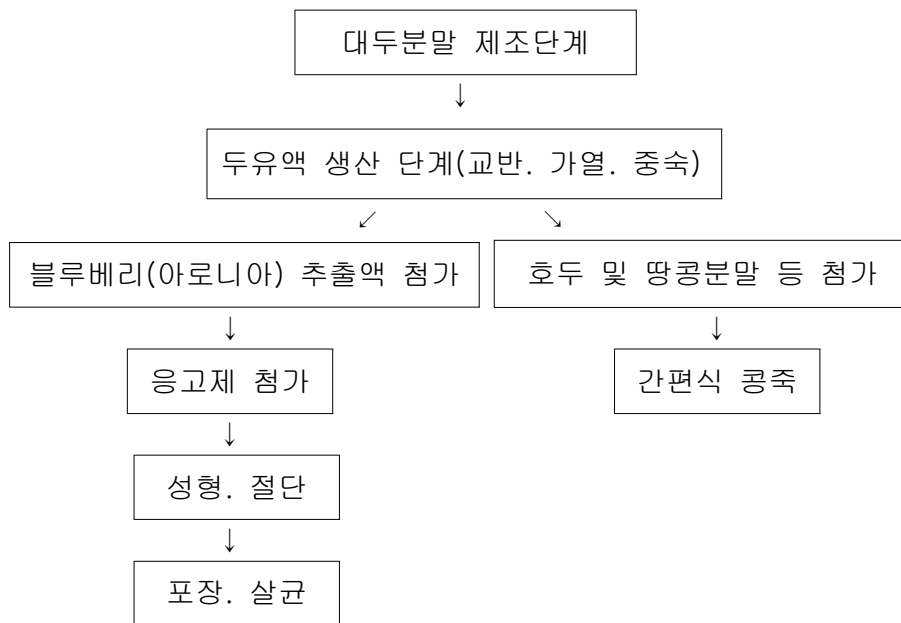 대두분말 제조단계
↓
두유액 생산 단계(교반. 가열. 중숙)
↙ ↘
블루베리(아로니아) 추출액 첨가
호두 및 땅콩분말 등 첨가
↓ ↓
응고제 첨가
간편식 콩죽
↓
성형. 절단
↓
포장. 살균